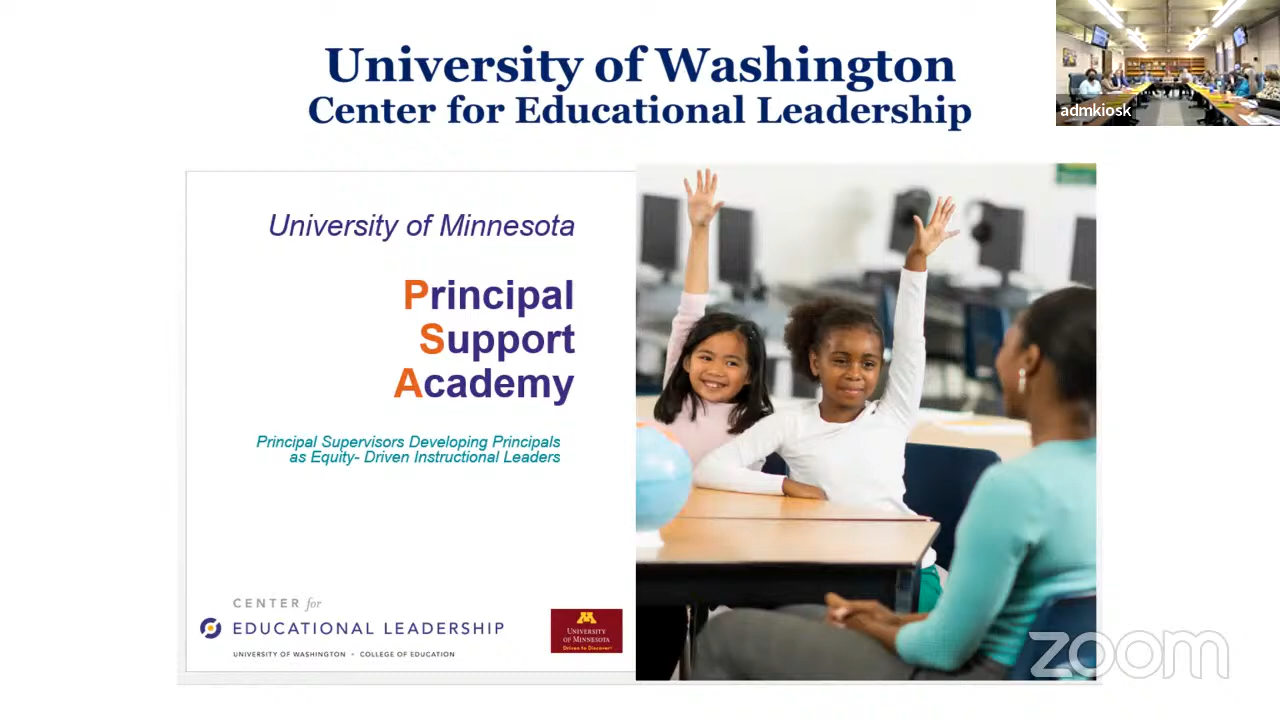 University of Washington
Center for Educational Leadership
admkiosk
University of Minnesota
Principal
Support
Academy
Principal Supervisors Developing Principals
as Equity- Driven Instructional Leaders
CENTER for
EDUCATIONAL LEADERSHIP
UNIVERSITY OF WASHINGTON • COLLEGE OF EDUCATION
M
UNIVERSITY
OF MINNESOTA
Driven to Discover
zoom